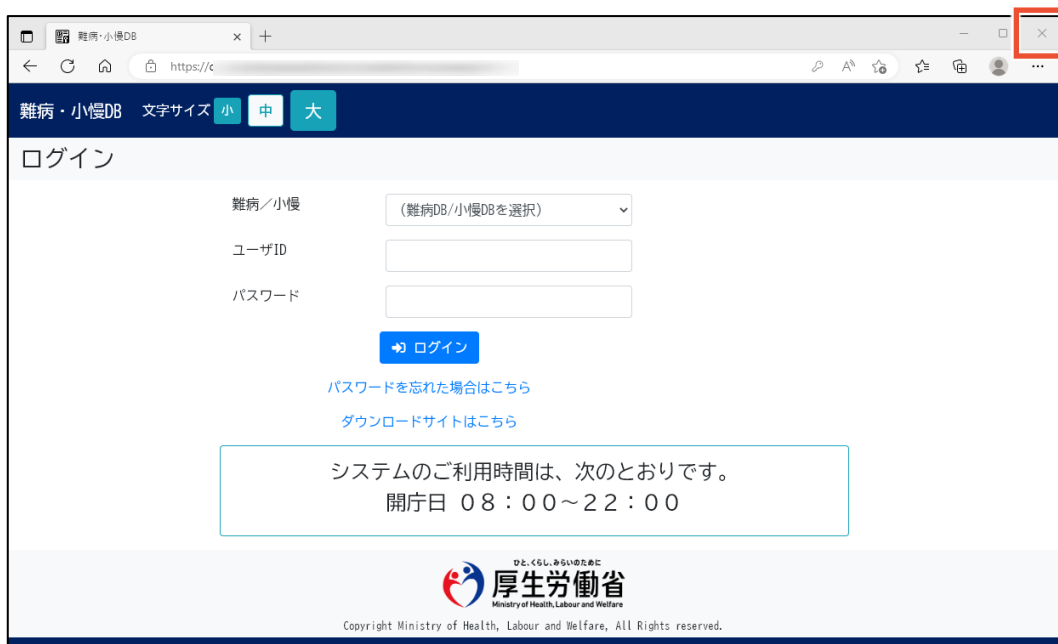 難病・小慢DB
https://
難病・小慢DB 文字サイズ 小 中 大
ログイン
難病／小慢 (難病DB/小慢DBを選択)
ユーザID
パスワード
ログイン
パスワードを忘れた場合はこちら
ダウンロードサイトはこちら
システムのご利用時間は、次のとおりです。
開庁日 ０８：００～２２：００
ひと、くらし、みらいのために
厚生労働省
Ministry of Health, Labour and Welfare
Copyright Ministry of Health, Labour and Welfare, All Rights reserved.